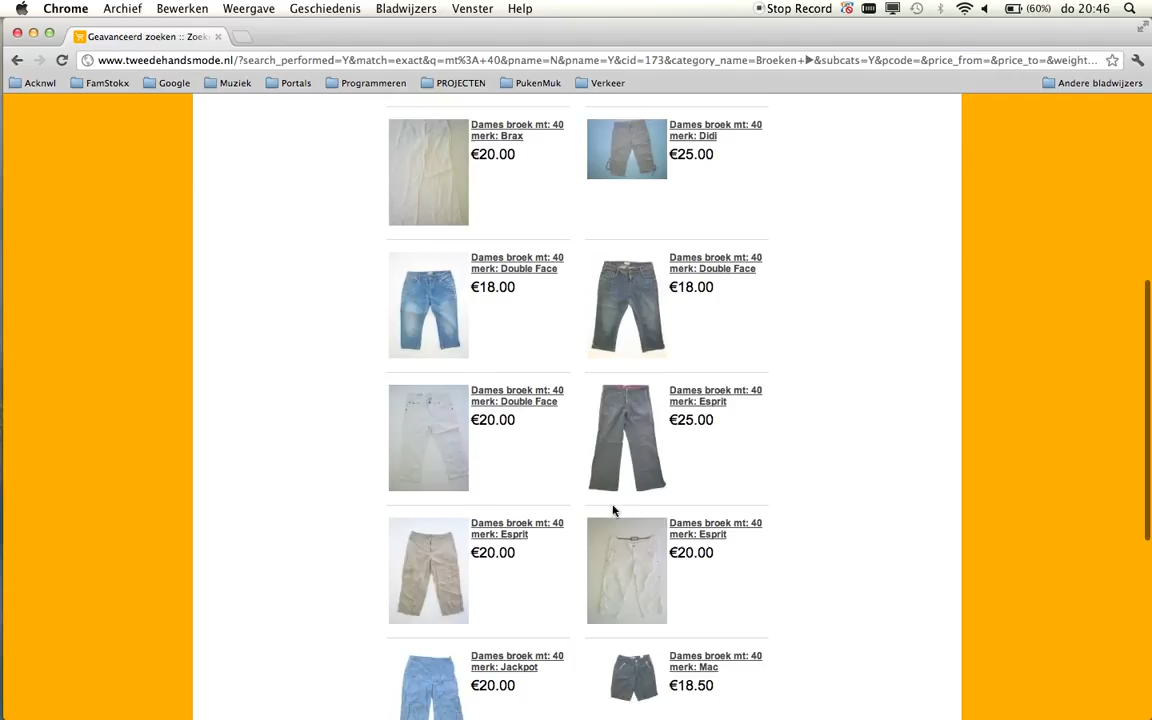 Chrome Archief Bewerken Weergave Geschiedenis Bladwijzers Venster Help Stop Record (60%) do 20:46
Geavanceerd zoeken :: Zoek
www.tweedehandsmode.nl/?search_performed=Y&match=exact&q=mt%3A+40&pname=N&pname=Y&cid=173&category_name=Broeken+►&subcats=Y&pcode=&price_from=&price_to=&weight...
Acknwl FamStokx Google Muziek Portals Programmeren PROJECTEN PukenMuk Verkeer Andere bladwijzers
Dames broek mt: 40
merk: Brax
€20.00
Dames broek mt: 40
merk: Didi
€25.00
Dames broek mt: 40
merk: Double Face
€18.00
Dames broek mt: 40
merk: Double Face
€18.00
Dames broek mt: 40
merk: Double Face
€20.00
Dames broek mt: 40
merk: Esprit
€25.00
Dames broek mt: 40
merk: Esprit
€20.00
Dames broek mt: 40
merk: Esprit
€20.00
Dames broek mt: 40
merk: Jackpot
€20.00
Dames broek mt: 40
merk: Mac
€18.50